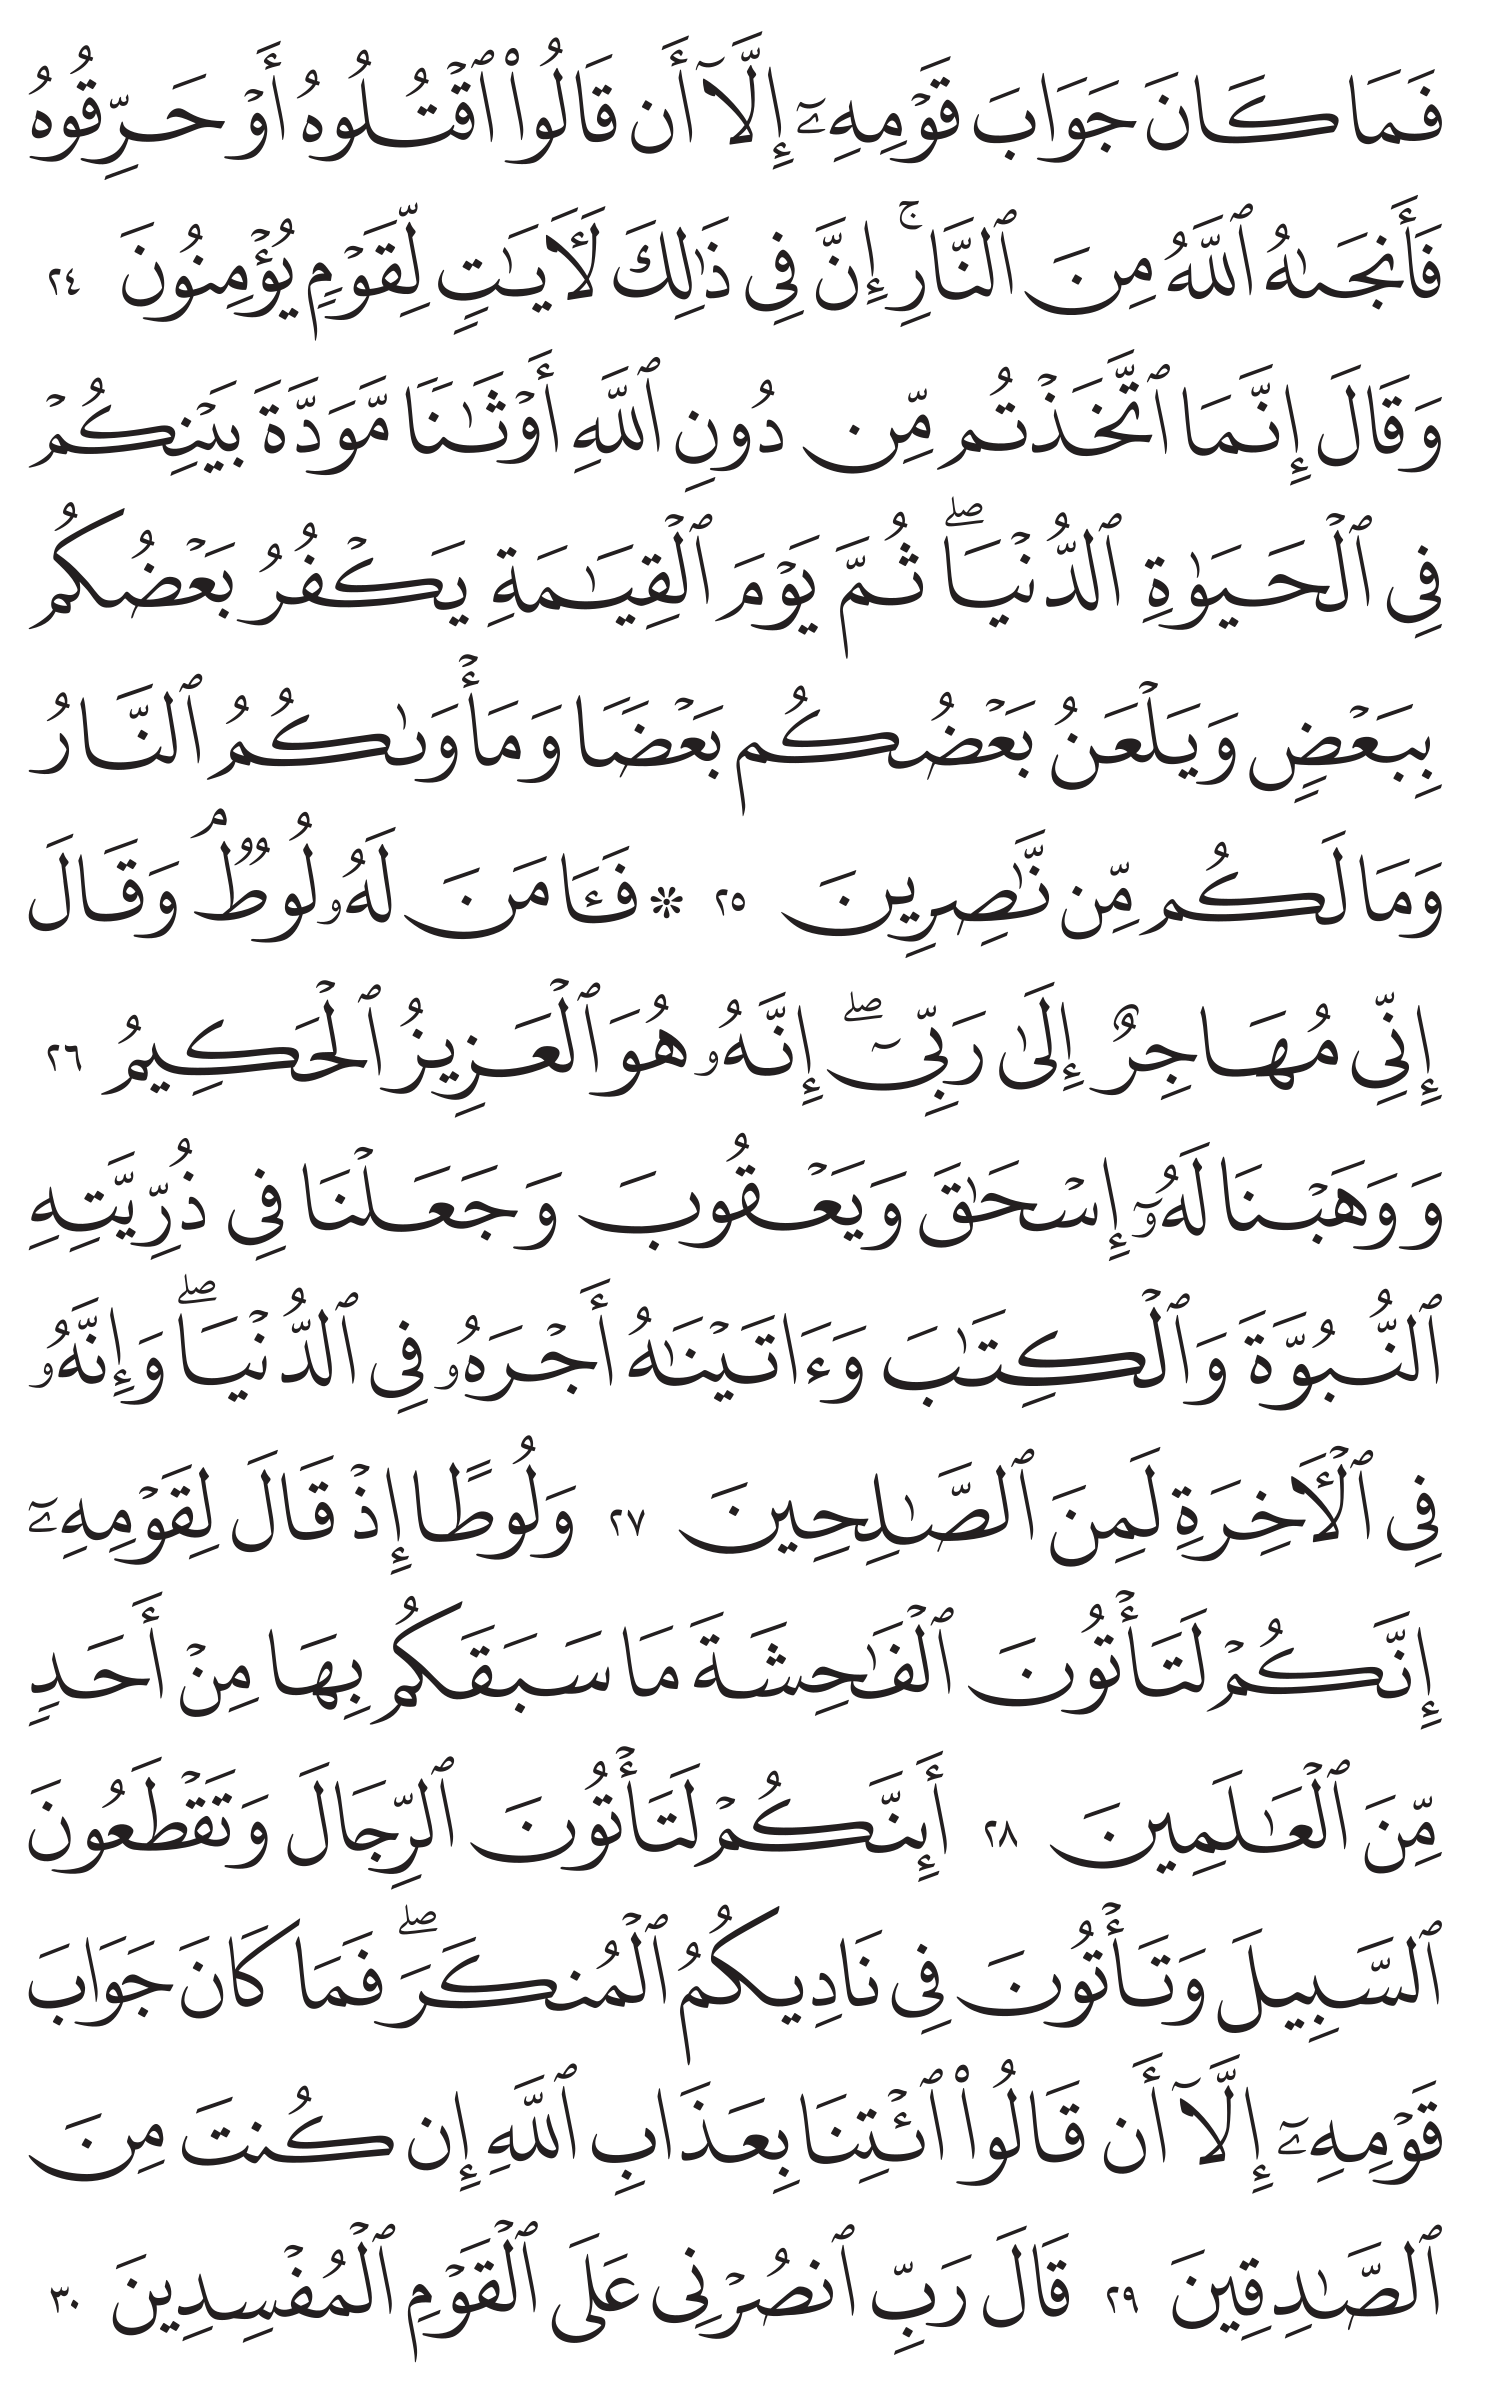 فَمَا كَانَ جَوَابَ قَوْمِهِۦٓ إِلَّآ أَن قَالُوا۟ ٱقْتُلُوهُ أَوْ حَرِّقُوهُ
فَأَنجَىٰهُ ٱللَّهُ مِنَ ٱلنَّارِۚ إِنَّ فِى ذَٰلِكَ لَـَٔايَـٰتٍ لِّقَوْمٍ يُؤْمِنُونَ ٢٤
وَقَالَ إِنَّمَا ٱتَّخَذْتُم مِّن دُونِ ٱللَّهِ أَوْثَـٰنًا مَّوَدَّةَ بَيْنِكُمْ
فِى ٱلْحَيَوٰةِ ٱلدُّنْيَاۖ ثُمَّ يَوْمَ ٱلْقِيَـٰمَةِ يَكْفُرُ بَعْضُكُم
بِبَعْضٍ وَيَلْعَنُ بَعْضُكُم بَعْضًا وَمَأْوَىٰكُمُ ٱلنَّارُ
وَمَا لَكُم مِّن نَّـٰصِرِينَ ٢٥ ۞ فَـَٔامَنَ لَهُۥ لُوطٌۘ وَقَالَ
إِنِّى مُهَاجِرٌ إِلَىٰ رَبِّىٓۖ إِنَّهُۥ هُوَ ٱلْعَزِيزُ ٱلْحَكِيمُ ٢٦
وَوَهَبْنَا لَهُۥٓ إِسْحَـٰقَ وَيَعْقُوبَ وَجَعَلْنَا فِى ذُرِّيَّتِهِ
ٱلنُّبُوَّةَ وَٱلْكِتَـٰبَ وَءَاتَيْنَـٰهُ أَجْرَهُۥ فِى ٱلدُّنْيَاۖ وَإِنَّهُۥ
فِى ٱلْـَٔاخِرَةِ لَمِنَ ٱلصَّـٰلِحِينَ ٢٧ وَلُوطًا إِذْ قَالَ لِقَوْمِهِۦٓ
إِنَّكُمْ لَتَأْتُونَ ٱلْفَـٰحِشَةَ مَا سَبَقَكُم بِهَا مِنْ أَحَدٍ
مِّنَ ٱلْعَـٰلَمِينَ ٢٨ أَئِنَّكُمْ لَتَأْتُونَ ٱلرِّجَالَ وَتَقْطَعُونَ
ٱلسَّبِيلَ وَتَأْتُونَ فِى نَادِيكُمُ ٱلْمُنكَرَۖ فَمَا كَانَ جَوَابَ
قَوْمِهِۦٓ إِلَّآ أَن قَالُوا۟ ٱئْتِنَا بِعَذَابِ ٱللَّهِ إِن كُنتَ مِنَ
ٱلصَّـٰدِقِينَ ٢٩ قَالَ رَبِّ ٱنصُرْنِى عَلَى ٱلْقَوْمِ ٱلْمُفْسِدِينَ ٣٠